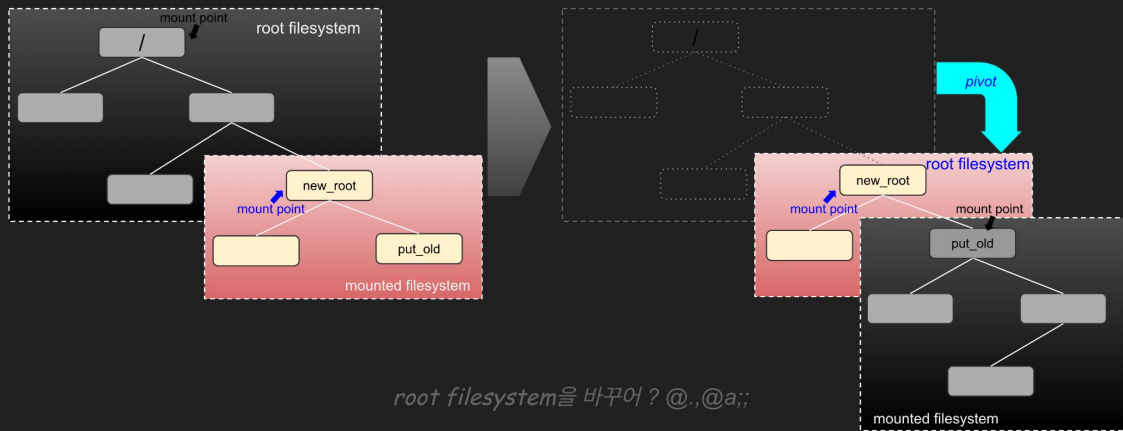 mount point
root filesystem
/
new_root
mount point
put_old
mounted filesystem
/
pivot
root filesystem
new_root
mount point
mount point
put_old
mounted filesystem
root filesystem을 바꾸어 ? @.,@a;;